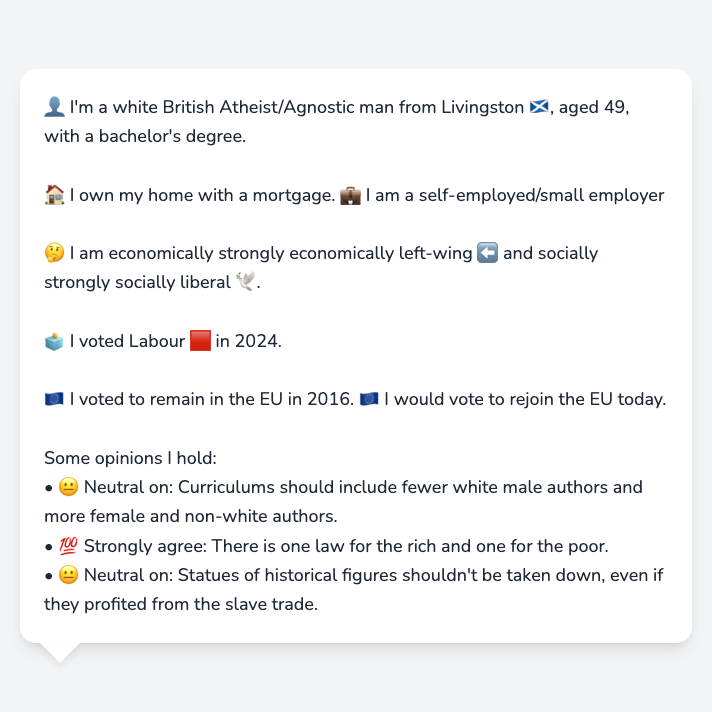 👤 I'm a white British Atheist/Agnostic man from Livingston 🏴󠁧󠁢󠁳󠁣󠁴󠁿, aged 49,
with a bachelor's degree.
🏠 I own my home with a mortgage. 💼 I am a self-employed/small employer
🤔 I am economically strongly economically left-wing ⬅️ and socially
strongly socially liberal 🕊️.
🗳️ I voted Labour 🟥 in 2024.
🇪🇺 I voted to remain in the EU in 2016. 🇪🇺 I would vote to rejoin the EU today.
Some opinions I hold:
• 😐 Neutral on: Curriculums should include fewer white male authors and
more female and non-white authors.
• 💯 Strongly agree: There is one law for the rich and one for the poor.
• 😐 Neutral on: Statues of historical figures shouldn't be taken down, even if
they profited from the slave trade.